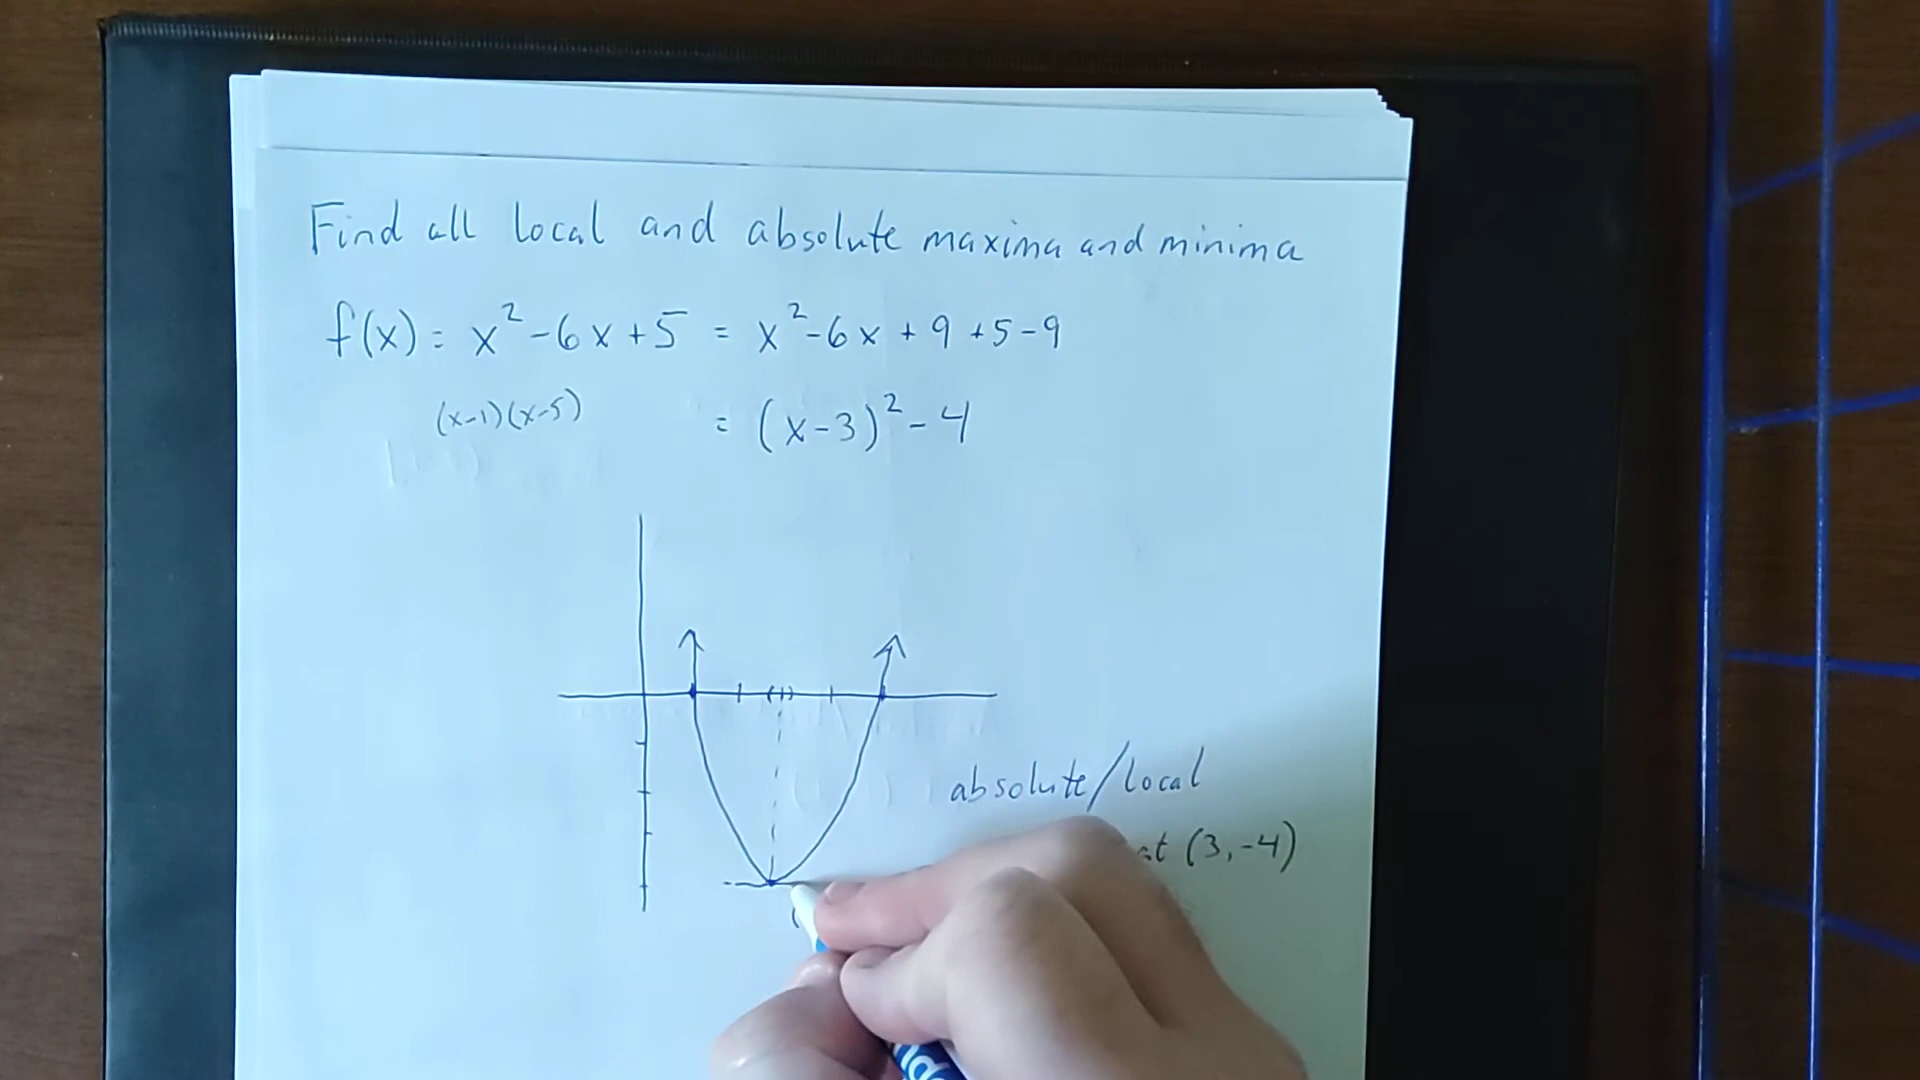 Find all local and absolute maxima and minima
f(x) = x²-6x+5 = x²-6x+9+5-9
(x-1)(x-5) = (x-3)²-4
absolute/local
at (3,-4)